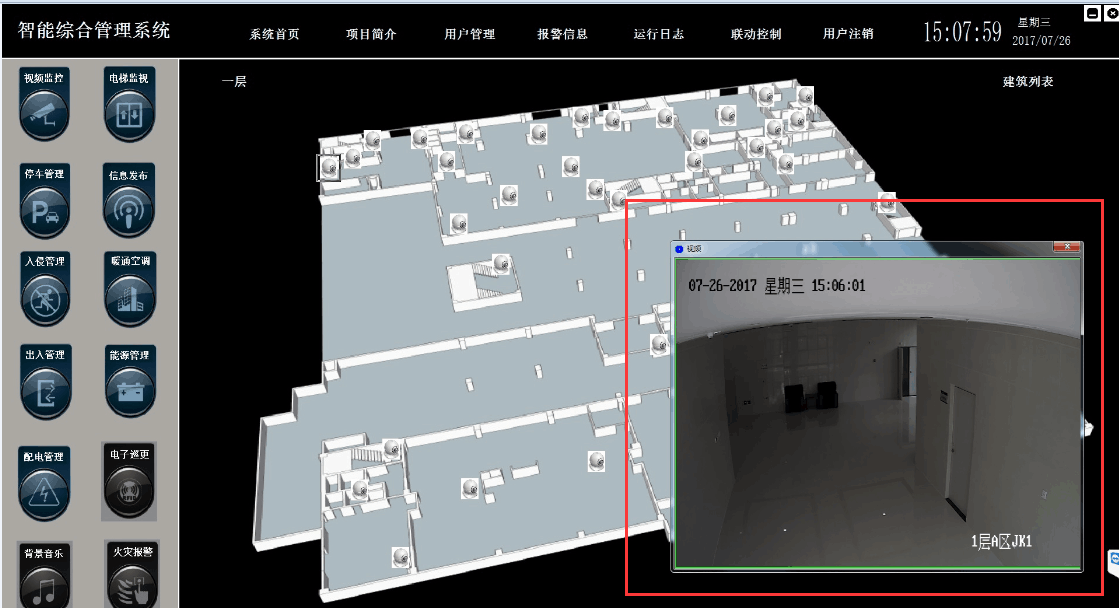 智能综合管理系统
系统首页
项目简介
用户管理
报警信息
运行日志
联动控制
用户注销
15:07:59
星期三
2017/07/26
视频监控
电梯监视
停车管理
信息发布
入侵管理
暖通空调
出入管理
能源管理
配电管理
电子巡更
背景音乐
火灾报警
一层
建筑列表
视频
07-26-2017 星期三 15:06:01
1层A区JK1